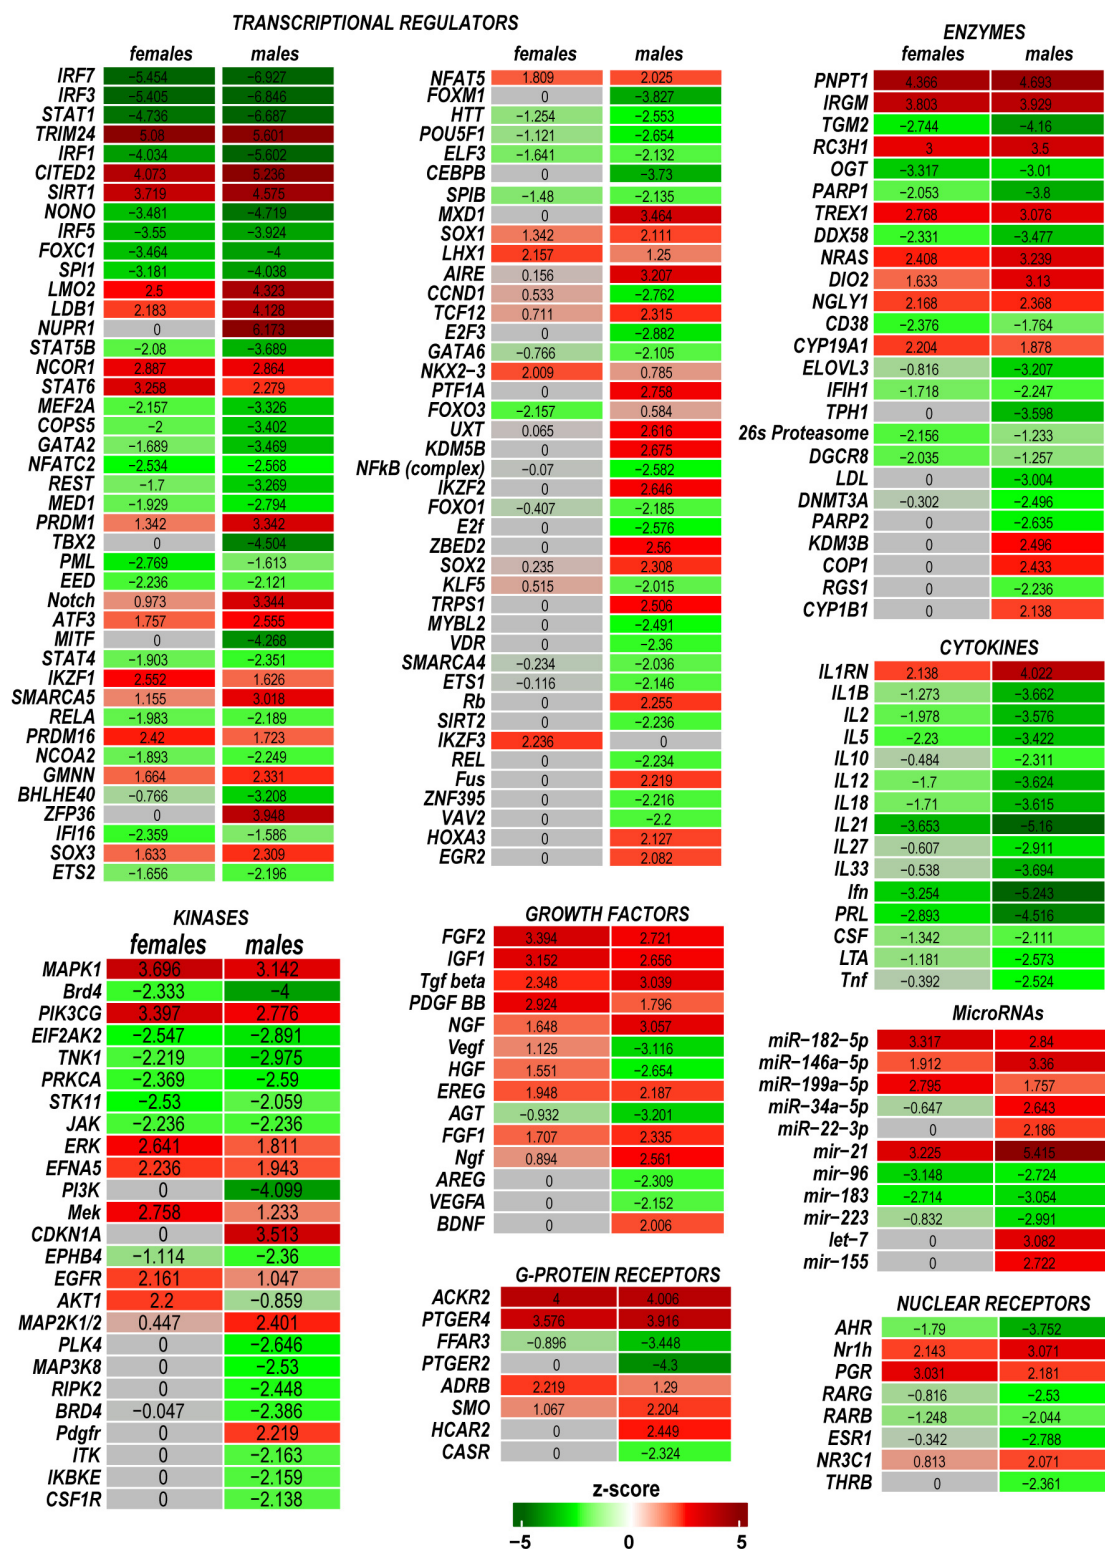 TRANSCRIPTIONAL REGULATORS
females males
IRF7 −5.454 −6.927
IRF3 −5.405 −6.846
STAT1 −4.736 −6.687
TRIM24 5.08 5.601
IRF1 −4.034 −5.602
CITED2 4.073 5.236
SIRT1 3.719 4.575
NONO −3.481 −4.719
IRF5 −3.55 −3.924
FOXC1 −3.464 −4
SPI1 −3.181 −4.038
LMO2 2.5 4.323
LDB1 2.183 4.128
NUPR1 0 6.173
STAT5B −2.08 −3.689
NCOR1 2.887 2.864
STAT6 3.258 2.279
MEF2A −2.157 −3.326
COPS5 −2 −3.402
GATA2 −1.689 −3.469
NFATC2 −2.534 −2.568
REST −1.7 −3.269
MED1 −1.929 −2.794
PRDM1 1.342 3.342
TBX2 0 −4.504
PML −2.769 −1.613
EED −2.236 −2.121
Notch 0.973 3.344
ATF3 1.757 2.555
MITF 0 −4.268
STAT4 −1.903 −2.351
IKZF1 2.552 1.626
SMARCA5 1.155 3.018
RELA −1.983 −2.189
PRDM16 2.42 1.723
NCOA2 −1.893 −2.249
GMNN 1.664 2.331
BHLHE40 −0.766 −3.208
ZFP36 0 3.948
IFI16 −2.359 −1.586
SOX3 1.633 2.309
ETS2 −1.656 −2.196
females males
NFAT5 1.809 2.025
FOXM1 0 −3.827
HTT −1.254 −2.553
POU5F1 −1.121 −2.654
ELF3 −1.641 −2.132
CEBPB 0 −3.73
SPIB −1.48 −2.135
MXD1 0 3.464
SOX1 1.342 2.111
LHX1 2.157 1.25
AIRE 0.156 3.207
CCND1 0.533 −2.762
TCF12 0.711 2.315
E2F3 0 −2.882
GATA6 −0.766 −2.105
NKX2−3 2.009 0.785
PTF1A 0 2.758
FOXO3 −2.157 0.584
UXT 0.065 2.616
KDM5B 0 2.675
NFkB (complex) −0.07 −2.582
IKZF2 0 2.646
FOXO1 −0.407 −2.185
E2f 0 −2.576
ZBED2 0 2.56
SOX2 0.235 2.308
KLF5 0.515 −2.015
TRPS1 0 2.506
MYBL2 0 −2.491
VDR 0 −2.36
SMARCA4 −0.234 −2.036
ETS1 −0.116 −2.146
Rb 0 2.255
SIRT2 0 −2.236
IKZF3 2.236 0
REL 0 −2.234
Fus 0 2.219
ZNF395 0 −2.216
VAV2 0 −2.2
HOXA3 0 2.127
EGR2 0 2.082
ENZYMES
females males
PNPT1 4.366 4.693
IRGM 3.803 3.929
TGM2 −2.744 −4.16
RC3H1 3 3.5
OGT −3.317 −3.01
PARP1 −2.053 −3.8
TREX1 2.768 3.076
DDX58 −2.331 −3.477
NRAS 2.408 3.239
DIO2 1.633 3.13
NGLY1 2.168 2.368
CD38 −2.376 −1.764
CYP19A1 2.204 1.878
ELOVL3 −0.816 −3.207
IFIH1 −1.718 −2.247
TPH1 0 −3.598
26s Proteasome −2.156 −1.233
DGCR8 −2.035 −1.257
LDL 0 −3.004
DNMT3A −0.302 −2.496
PARP2 0 −2.635
KDM3B 0 2.496
COP1 0 2.433
RGS1 0 −2.236
CYP1B1 0 2.138
CYTOKINES
IL1RN 2.138 4.022
IL1B −1.273 −3.662
IL2 −1.978 −3.576
IL5 −2.23 −3.422
IL10 −0.484 −2.311
IL12 −1.7 −3.624
IL18 −1.71 −3.615
IL21 −3.653 −5.16
IL27 −0.607 −2.911
IL33 −0.538 −3.694
Ifn −3.254 −5.243
PRL −2.893 −4.516
CSF −1.342 −2.111
LTA −1.181 −2.573
Tnf −0.392 −2.524
KINASES
females males
MAPK1 3.696 3.142
Brd4 −2.333 −4
PIK3CG 3.397 2.776
EIF2AK2 −2.547 −2.891
TNK1 −2.219 −2.975
PRKCA −2.369 −2.59
STK11 −2.53 −2.059
JAK −2.236 −2.236
ERK 2.641 1.811
EFNA5 2.236 1.943
PI3K 0 −4.099
Mek 2.758 1.233
CDKN1A 0 3.513
EPHB4 −1.114 −2.36
EGFR 2.161 1.047
AKT1 2.2 −0.859
MAP2K1/2 0.447 2.401
PLK4 0 −2.646
MAP3K8 0 −2.53
RIPK2 0 −2.448
BRD4 −0.047 −2.386
Pdgfr 0 2.219
ITK 0 −2.163
IKBKE 0 −2.159
CSF1R 0 −2.138
GROWTH FACTORS
FGF2 3.394 2.721
IGF1 3.152 2.656
Tgf beta 2.348 3.039
PDGF BB 2.924 1.796
NGF 1.648 3.057
Vegf 1.125 −3.116
HGF 1.551 −2.654
EREG 1.948 2.187
AGT −0.932 −3.201
FGF1 1.707 2.335
Ngf 0.894 2.561
AREG 0 −2.309
VEGFA 0 −2.152
BDNF 0 2.006
G-PROTEIN RECEPTORS
ACKR2 4 4.006
PTGER4 3.576 3.916
FFAR3 −0.896 −3.448
PTGER2 0 −4.3
ADRB 2.219 1.29
SMO 1.067 2.204
HCAR2 0 2.449
CASR 0 −2.324
MicroRNAs
miR−182−5p 3.317 2.84
miR−146a−5p 1.912 3.36
miR−199a−5p 2.795 1.757
miR−34a−5p −0.647 2.643
miR−22−3p 0 2.186
mir−21 3.225 5.415
mir−96 −3.148 −2.724
mir−183 −2.714 −3.054
mir−223 −0.832 −2.991
let−7 0 3.082
mir−155 0 2.722
NUCLEAR RECEPTORS
AHR −1.79 −3.752
Nr1h 2.143 3.071
PGR 3.031 2.181
RARG −0.816 −2.53
RARB −1.248 −2.044
ESR1 −0.342 −2.788
NR3C1 0.813 2.071
THRB 0 −2.361
z−score
−5 0 5